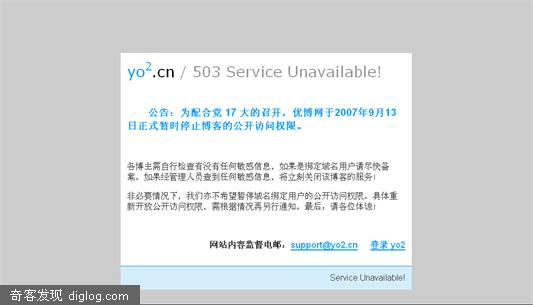 yo².cn / 503 Service Unavailable!
公告：为配合党 17 大的召开，优博网于2007年9月13
日正式暂时停止博客的公开访问权限。
各博主需自行检查有没有任何敏感信息，如果是绑定域名用户请尽快备
案。如果经管理人员查到任何敏感信息，将立刻关闭该博客的服务！
非必要情况下，我们亦不希望暂停域名绑定用户的公开访问权限。具体重
新开放公开访问权限，需根据情况再另行通知。最后，请各位体谅！
网站内容监督电邮：support@yo2.cn 登录 yo2
Service Unavailable!
奇客发现 diglog.com